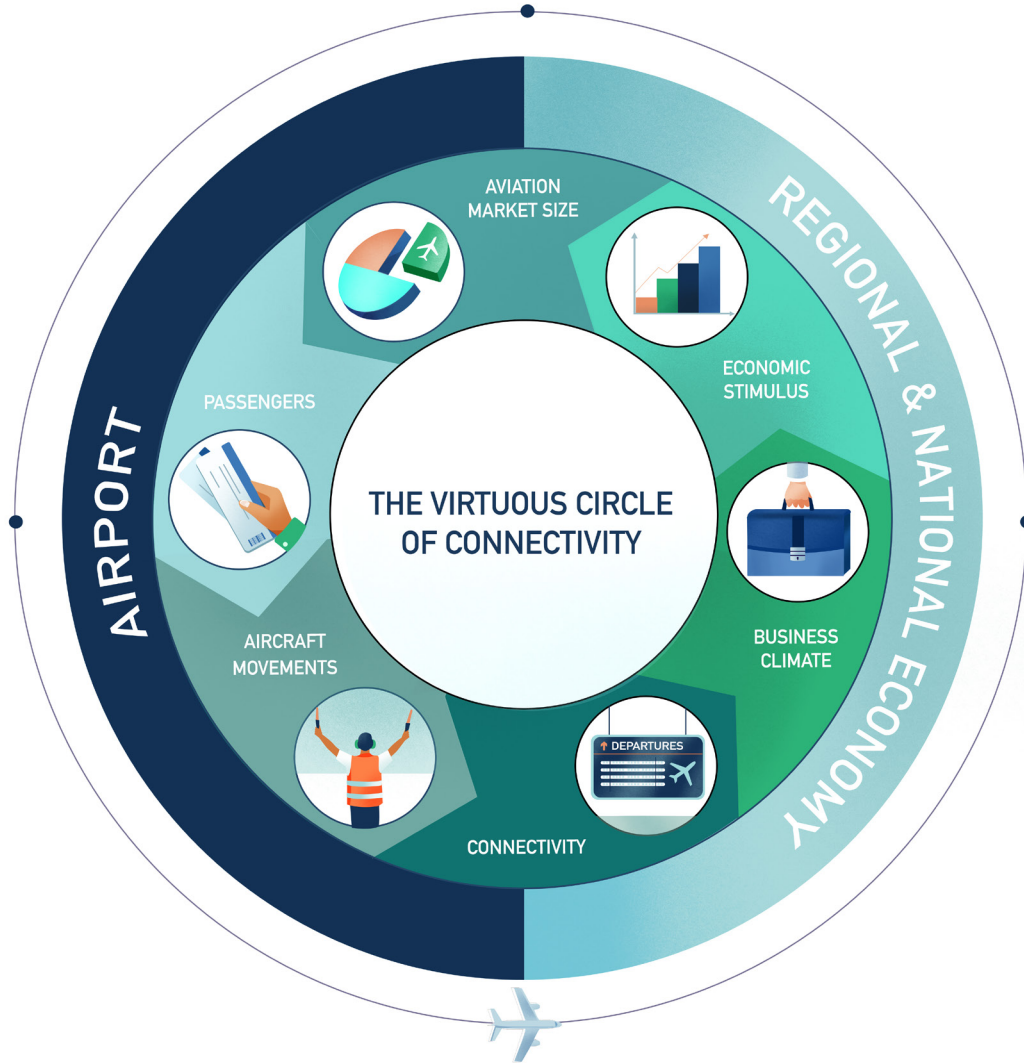 AVIATION
MARKET SIZE
ECONOMIC
STIMULUS
BUSINESS
CLIMATE
DEPARTURES
CONNECTIVITY
AIRCRAFT
MOVEMENTS
PASSENGERS
THE VIRTUOUS CIRCLE
OF CONNECTIVITY
AIRPORT
REGIONAL & NATIONAL ECONOMY